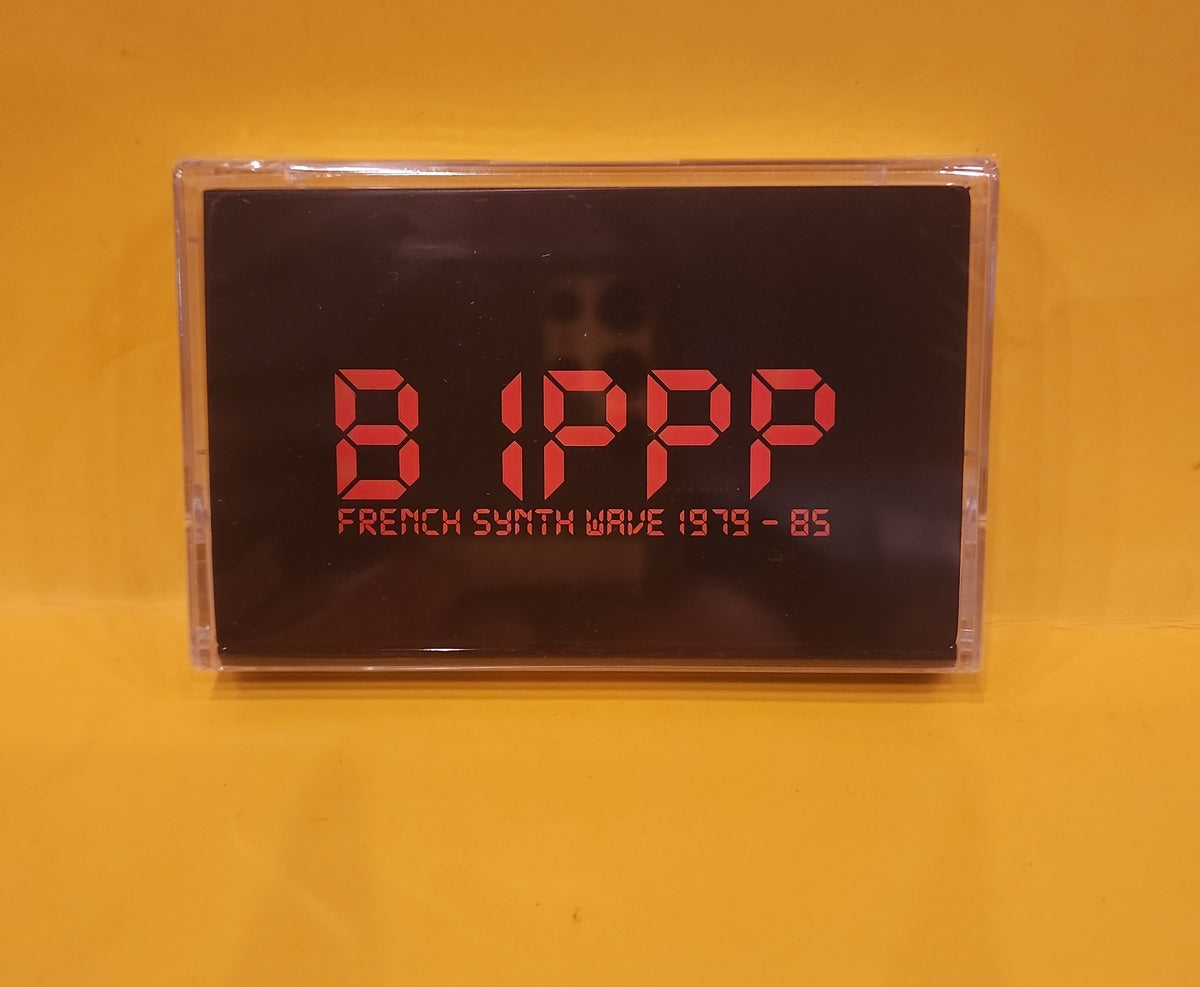 BIPPP
FRENCH SYNTH WAVE 1979 - 85